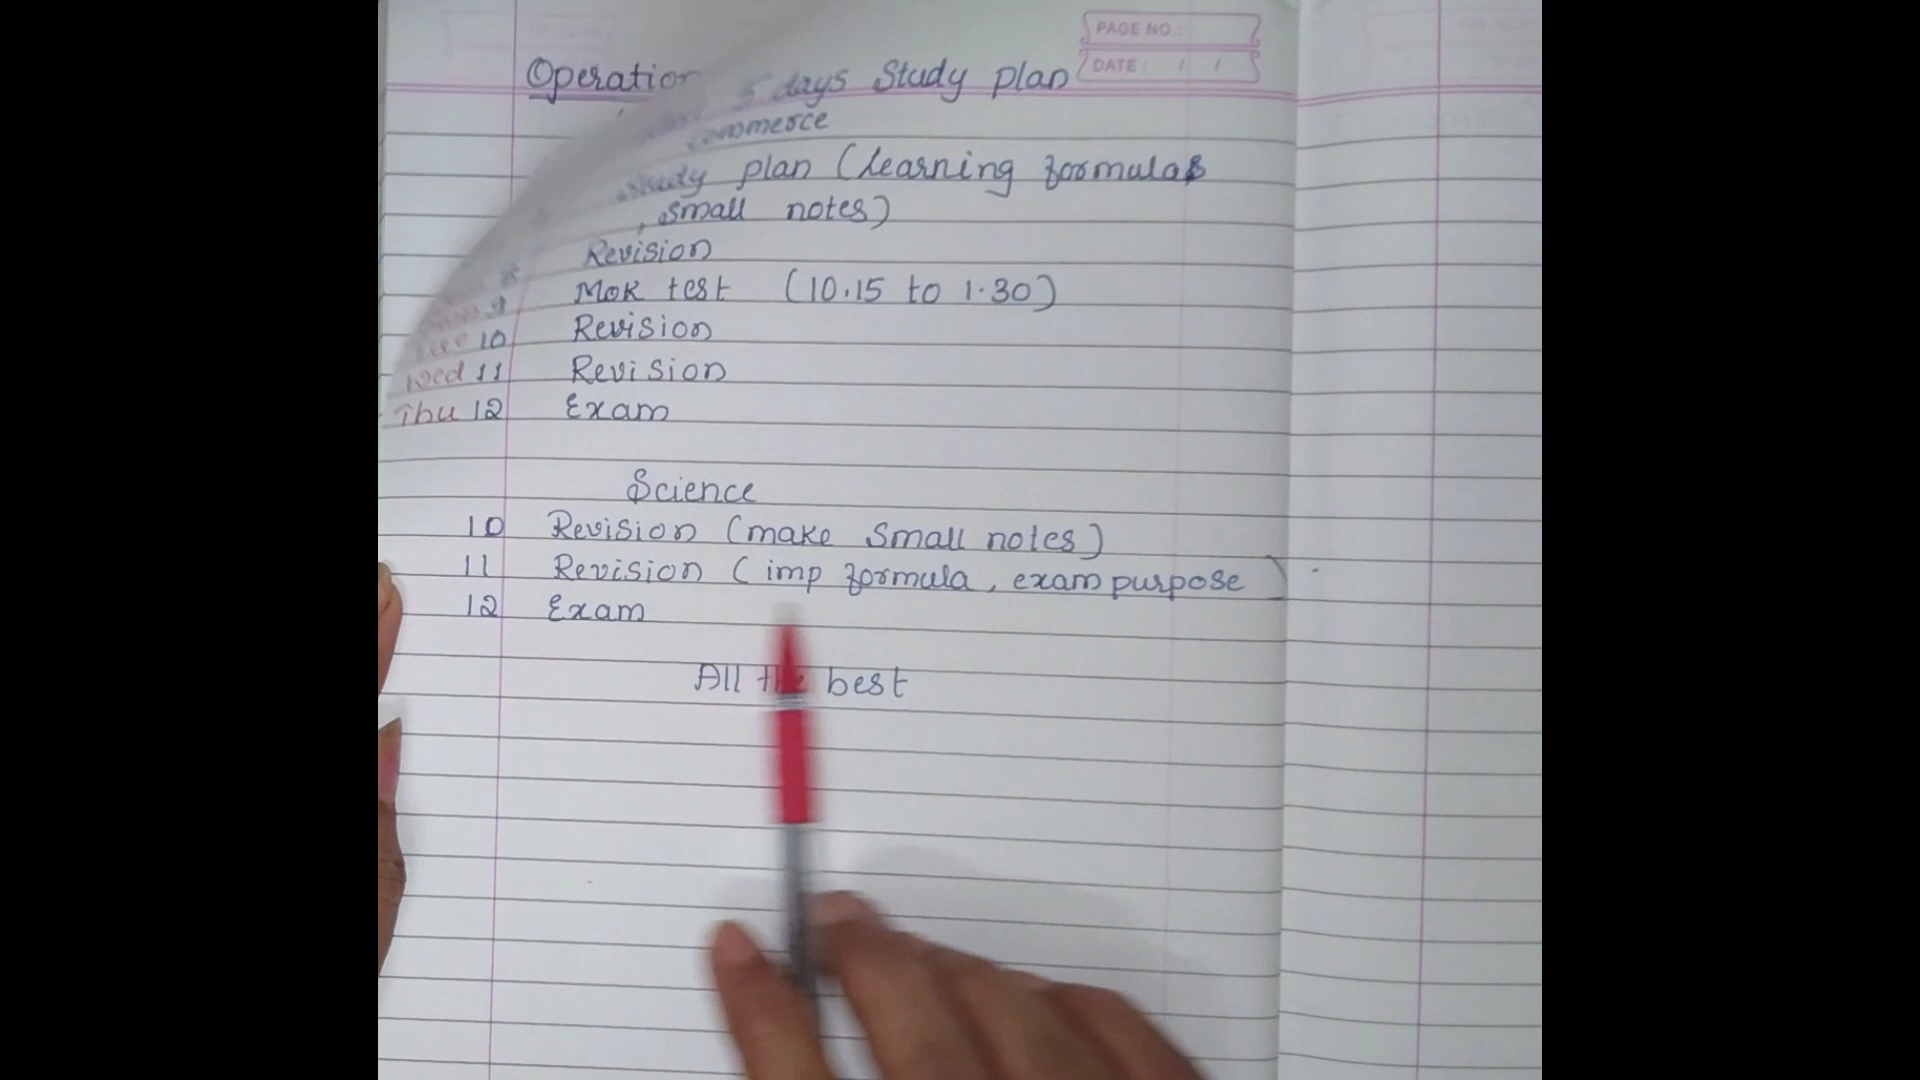 PAGE NO.:
DATE: / /
Operation 5 days Study plan
commerce
study plan (learning formulas
, small notes)
Revision
Mok test (10.15 to 1.30)
10 Revision
Wed 11 Revision
Thu 12 Exam
Science
10 Revision (make small notes)
11 Revision (imp formula, exam purpose)
12 Exam
All the best